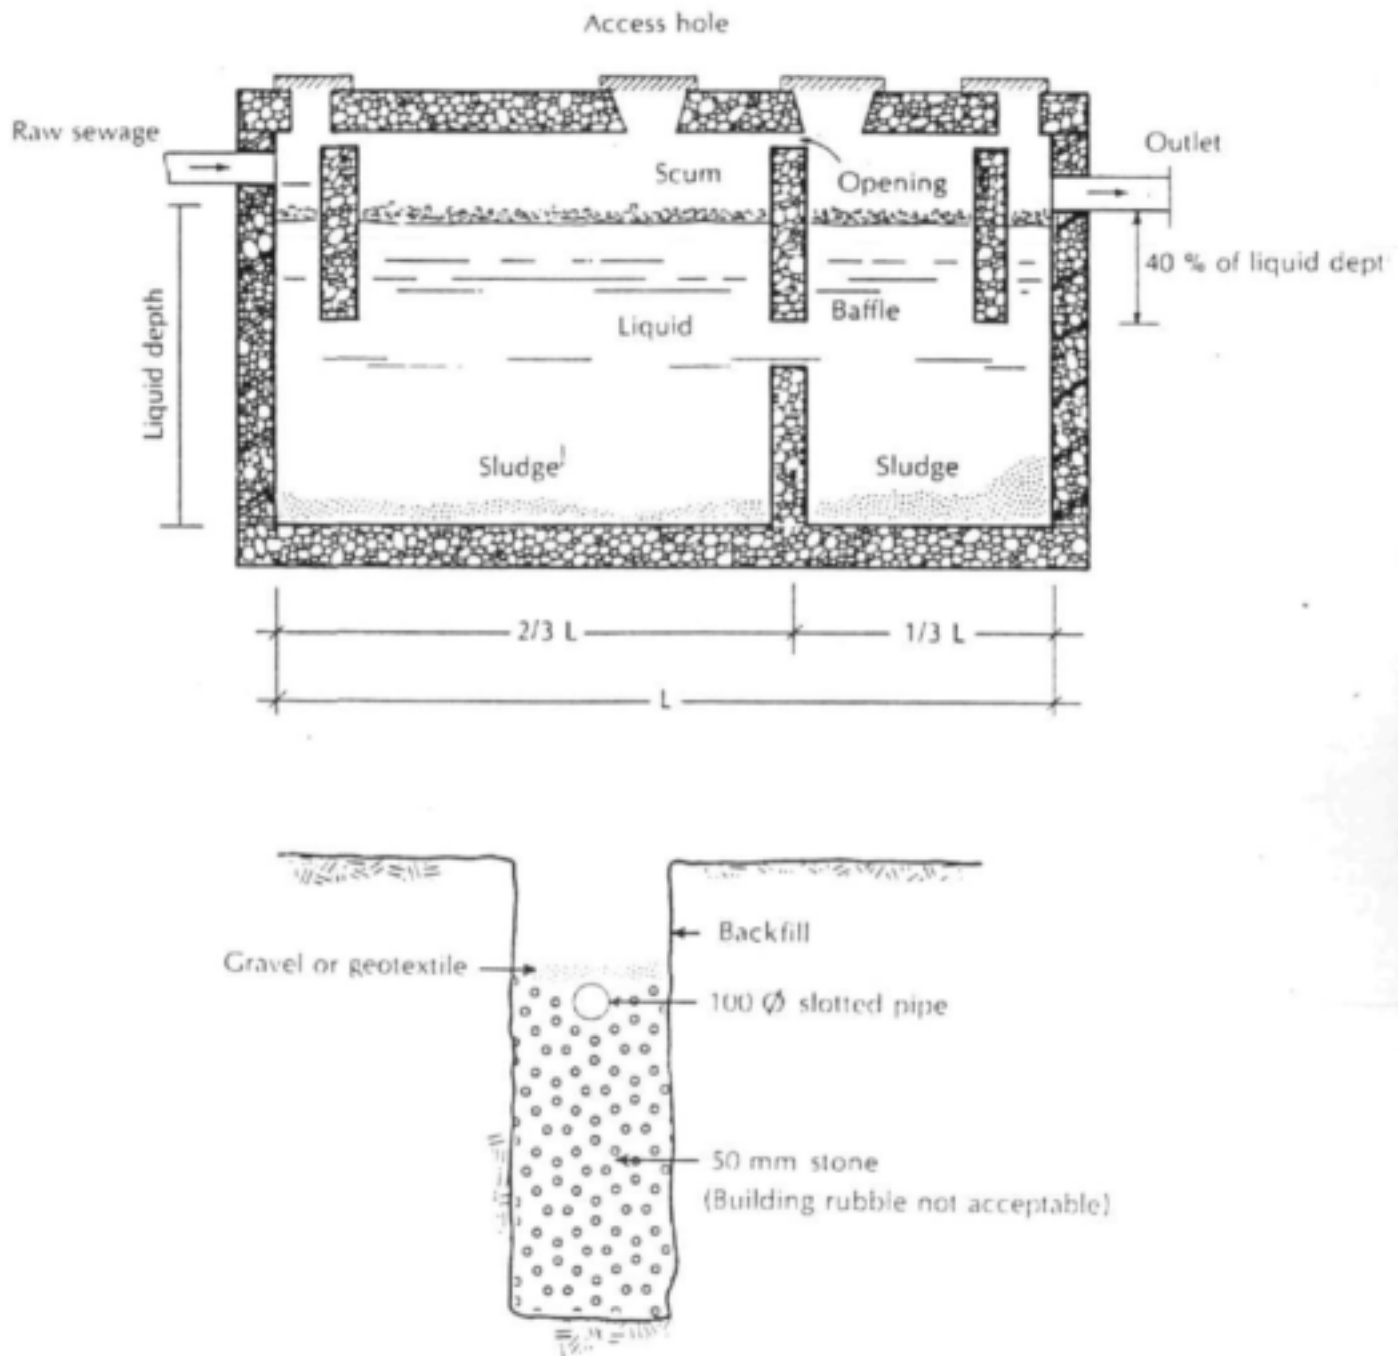 Access hole
Raw sewage
Outlet
Scum
Opening
40 % of liquid dept
Baffle
Liquid
Liquid depth
Sludge
Sludge
2/3 L
1/3 L
L
Backfill
Gravel or geotextile
100 Ø slotted pipe
50 mm stone
(Building rubble not acceptable)